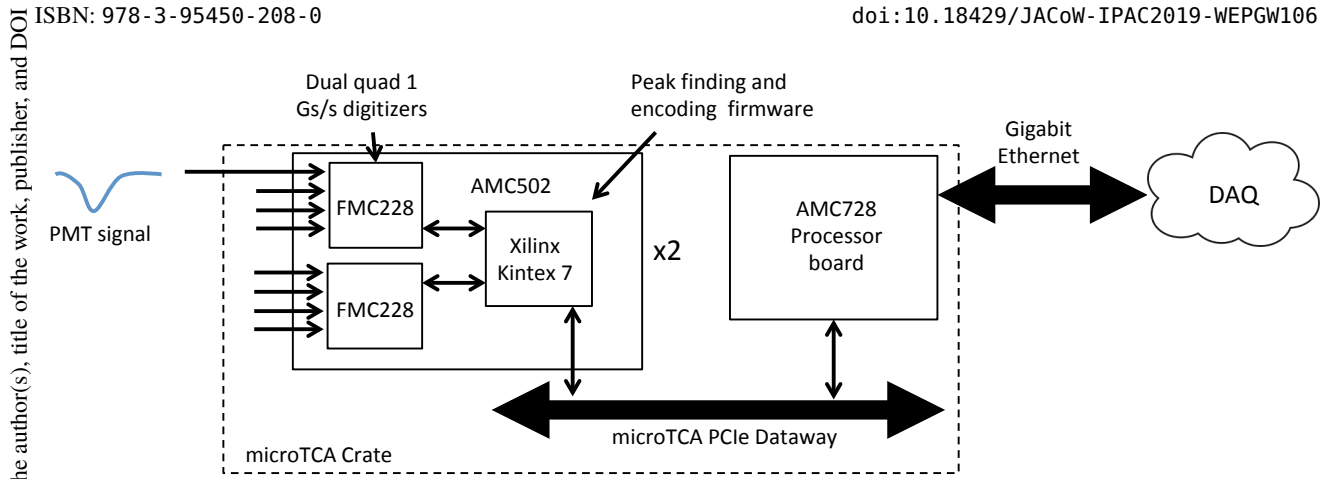 ISBN: 978-3-95450-208-0
doi:10.18429/JACoW-IPAC2019-WEPGW106
he author(s), title of the work, publisher, and DOI
Dual quad 1
Gs/s digitizers
Peak finding and
encoding firmware
Gigabit
Ethernet
PMT signal
FMC228
AMC502
Xilinx
Kintex 7
FMC228
x2
AMC728
Processor
board
DAQ
microTCA PCIe Dataway
microTCA Crate